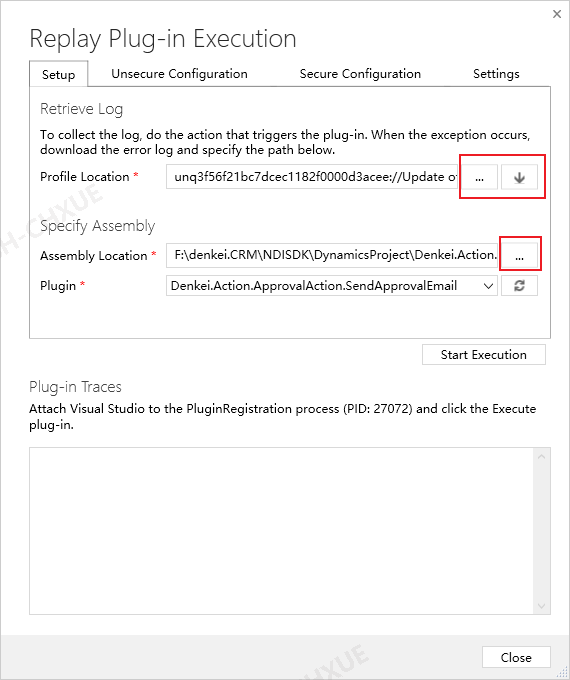 Replay Plug-in Execution
Setup Unsecure Configuration Secure Configuration Settings
Retrieve Log
To collect the log, do the action that triggers the plug-in. When the exception occurs,
download the error log and specify the path below.
Profile Location * unq3f56f21bc7dcec1182f0000d3acee://Update o ...
Specify Assembly
Assembly Location * F:\denkei.CRM\NDISDK\DynamicsProject\Denkei.Action. ...
Plugin * Denkei.Action.ApprovalAction.SendApprovalEmail
Start Execution
Plug-in Traces
Attach Visual Studio to the PluginRegistration process (PID: 27072) and click the Execute
plug-in.
Close